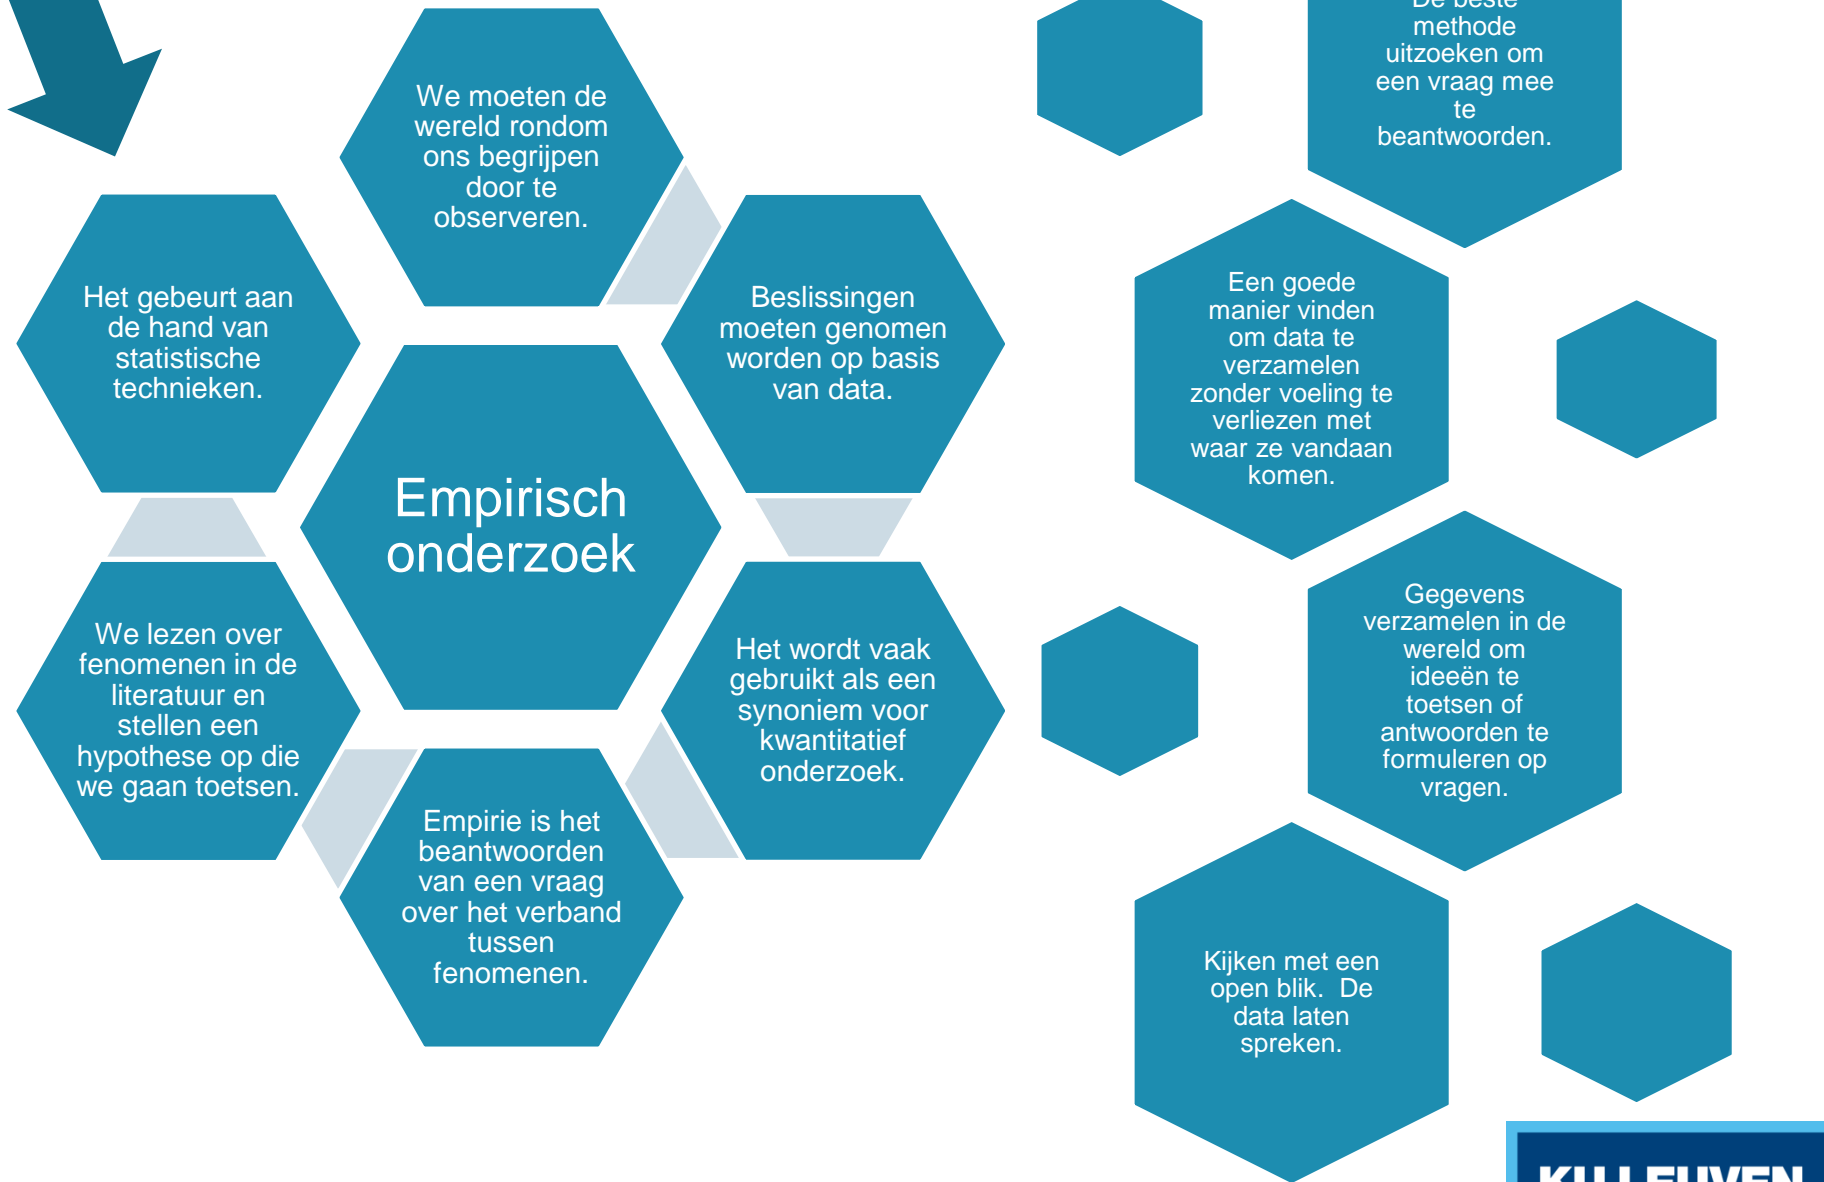 We moeten de
wereld rondom
ons begrijpen
door te
observeren.
Het gebeurt aan
de hand van
statistische
technieken.
Beslissingen
moeten genomen
worden op basis
van data.
Empirisch
onderzoek
We lezen over
fenomenen in de
literatuur en
stellen een
hypothese op die
we gaan toetsen.
Het wordt vaak
gebruikt als een
synoniem voor
kwantitatief
onderzoek.
Empirie is het
beantwoorden
van een vraag
over het verband
tussen
fenomenen.
De beste
methode
uitzoeken om
een vraag mee
te
beantwoorden.
Een goede
manier vinden
om data te
verzamelen
zonder voeling te
verliezen met
waar ze vandaan
komen.
Gegevens
verzamelen in de
wereld om
ideeën te
toetsen of
antwoorden te
formuleren op
vragen.
Kijken met een
open blik. De
data laten
spreken.
KU LEUVEN